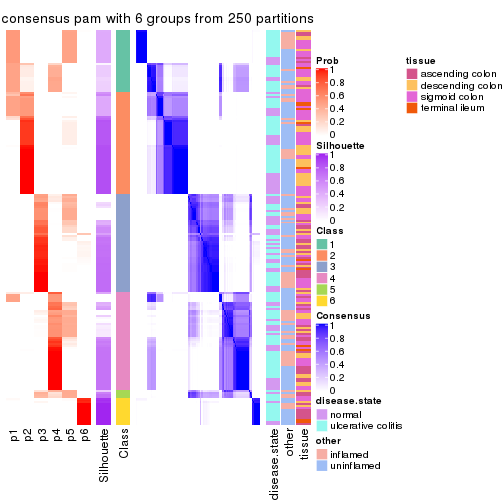 consensus pam with 6 groups from 250 partitions
Prob
1
0.8
0.6
0.4
0.2
0
Silhouette
1
0.8
0.6
0.4
0.2
0
Class
1
2
3
4
5
6
Consensus
1
0.8
0.6
0.4
0.2
0
disease.state
normal
ulcerative colitis
other
inflamed
uninflamed
tissue
ascending colon
descending colon
sigmoid colon
terminal ileum
p1
p2
p3
p4
p5
p6
Silhouette
Class
disease.state
other
tissue